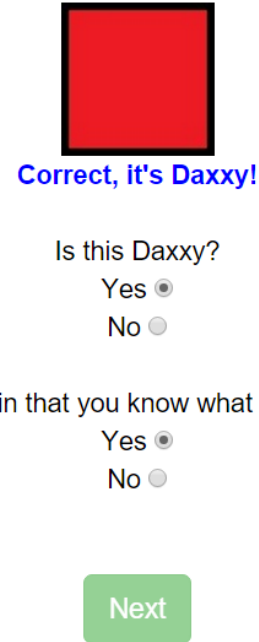 Correct, it's Daxxy!
Is this Daxxy?
Yes
No
in that you know what
Yes
No
Next